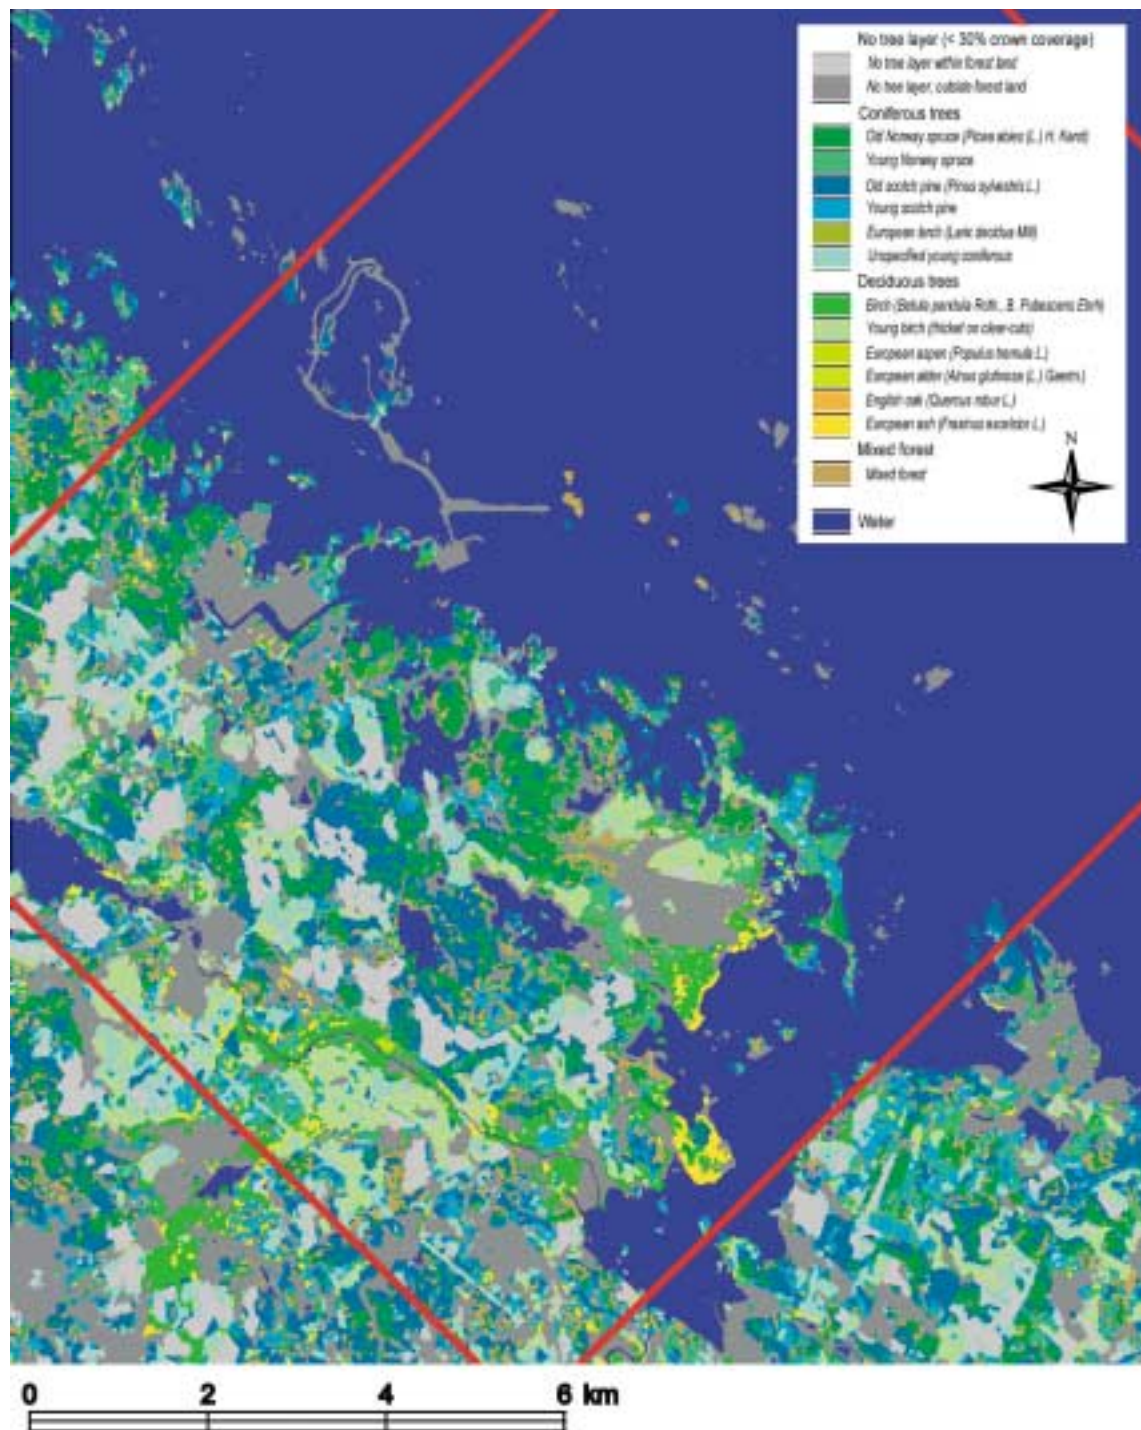 No tree layer (< 30% crown coverage)
No tree layer within forest land
No tree layer, outside forest land
Coniferous trees
Old Norway spruce (Picea abies (L.) H. Karst)
Young Norway spruce
Old scotch pine (Pinus sylvestris L.)
Young scotch pine
European larch (Larix decidua Mill)
Unspecified young coniferous
Deciduous trees
Birch (Betula pendula Roth., B. Pubescens Ehrh)
Young birch (thicket on clear-cuts)
European aspen (Populus tremula L.)
European alder (Alnus glutinosa (L.) Gaertn.)
English oak (Quercus robur L.)
European ash (Fraxinus excelsior L.)
Mixed forest
Mixed forest
Water
N
0 2 4 6 km